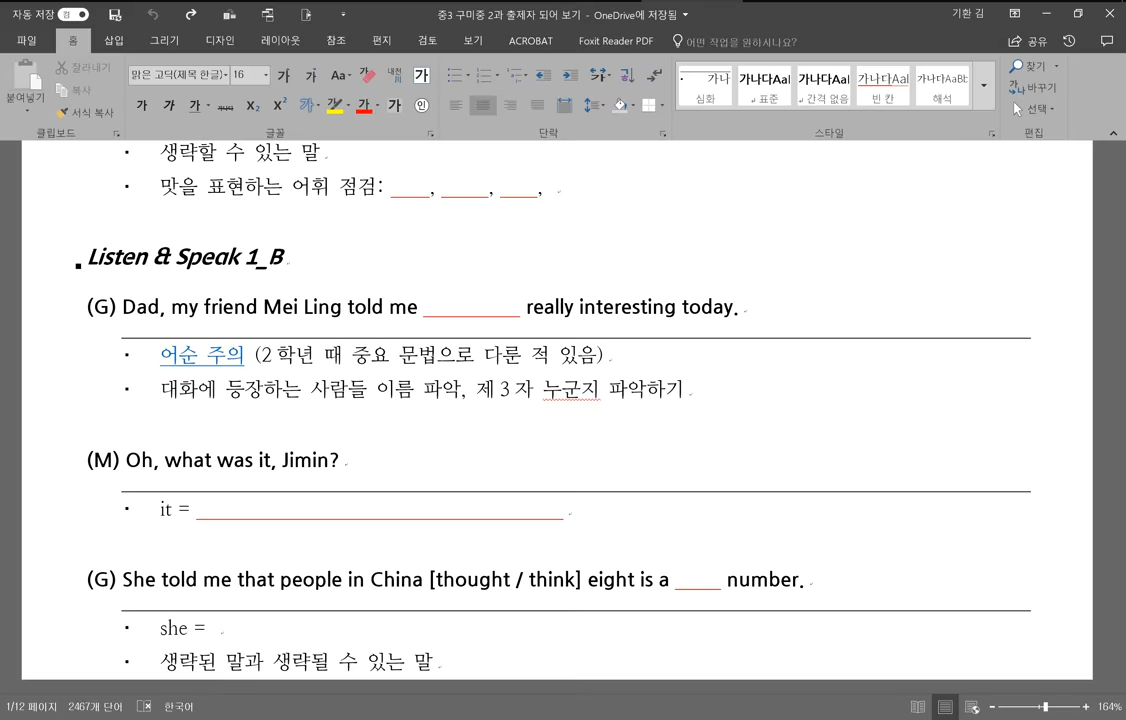 자동 저장 컴
중3 구미중 2과 출제자 되어 보기 - OneDrive에 저장됨
기환 김
파일 홈 삽입 그리기 디자인 레이아웃 참조 편지 검토 보기 ACROBAT Foxit Reader PDF 어떤 작업을 원하시나요? 공유
붙여넣기 잘라내기 복사 서식 복사
맑은 고딕(제목 한글) 16
가나 심화
가나다Aal 표준
가나다Aal 간격 없음
가나다Aal 빈 칸
가나다AaBb 해석
찾기 바꾸기 선택
클립보드 글꼴 단락 스타일 편집
생략할 수 있는 말
맛을 표현하는 어휘 점검: ____, ____, ____,
Listen & Speak 1_B
(G) Dad, my friend Mei Ling told me ________ really interesting today.
어순 주의 (2학년 때 중요 문법으로 다룬 적 있음)
대화에 등장하는 사람들 이름 파악, 제3자 누군지 파악하기
(M) Oh, what was it, Jimin?
it = ______________________________
(G) She told me that people in China [thought / think] eight is a ____ number.
she =
생략된 말과 생략될 수 있는 말
1/12 페이지 2467개 단어 한국어 164%